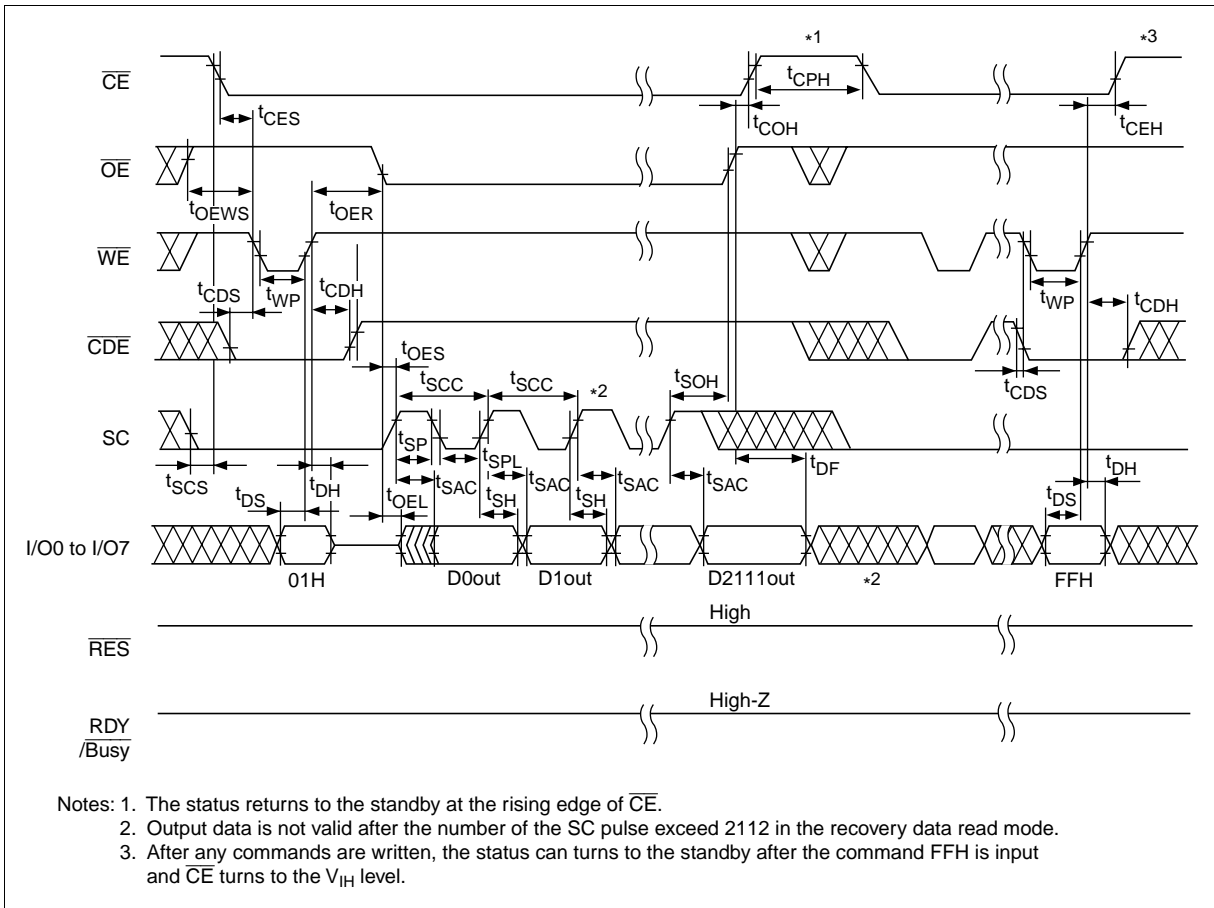 *1
*3
CE
tCPH
tCES
tCOH
tCEH
OE
tOEWS
tOER
WE
tCDS
tWP
tCDH
tWP
tCDH
CDE
tOES
tSCC
tSCC
*2
tSOH
tCDS
SC
tSP
tSPL
tDF
tSCS
tDS
tDH
tOEL
tSAC
tSH
tSAC
tSH
tSAC
tSAC
tDS
tDH
I/O0 to I/O7
01H
D0out
D1out
D2111out
*2
FFH
High
RES
High-Z
RDY
/Busy
Notes: 1. The status returns to the standby at the rising edge of CE.
2. Output data is not valid after the number of the SC pulse exceed 2112 in the recovery data read mode.
3. After any commands are written, the status can turns to the standby after the command FFH is input
and CE turns to the VIH level.